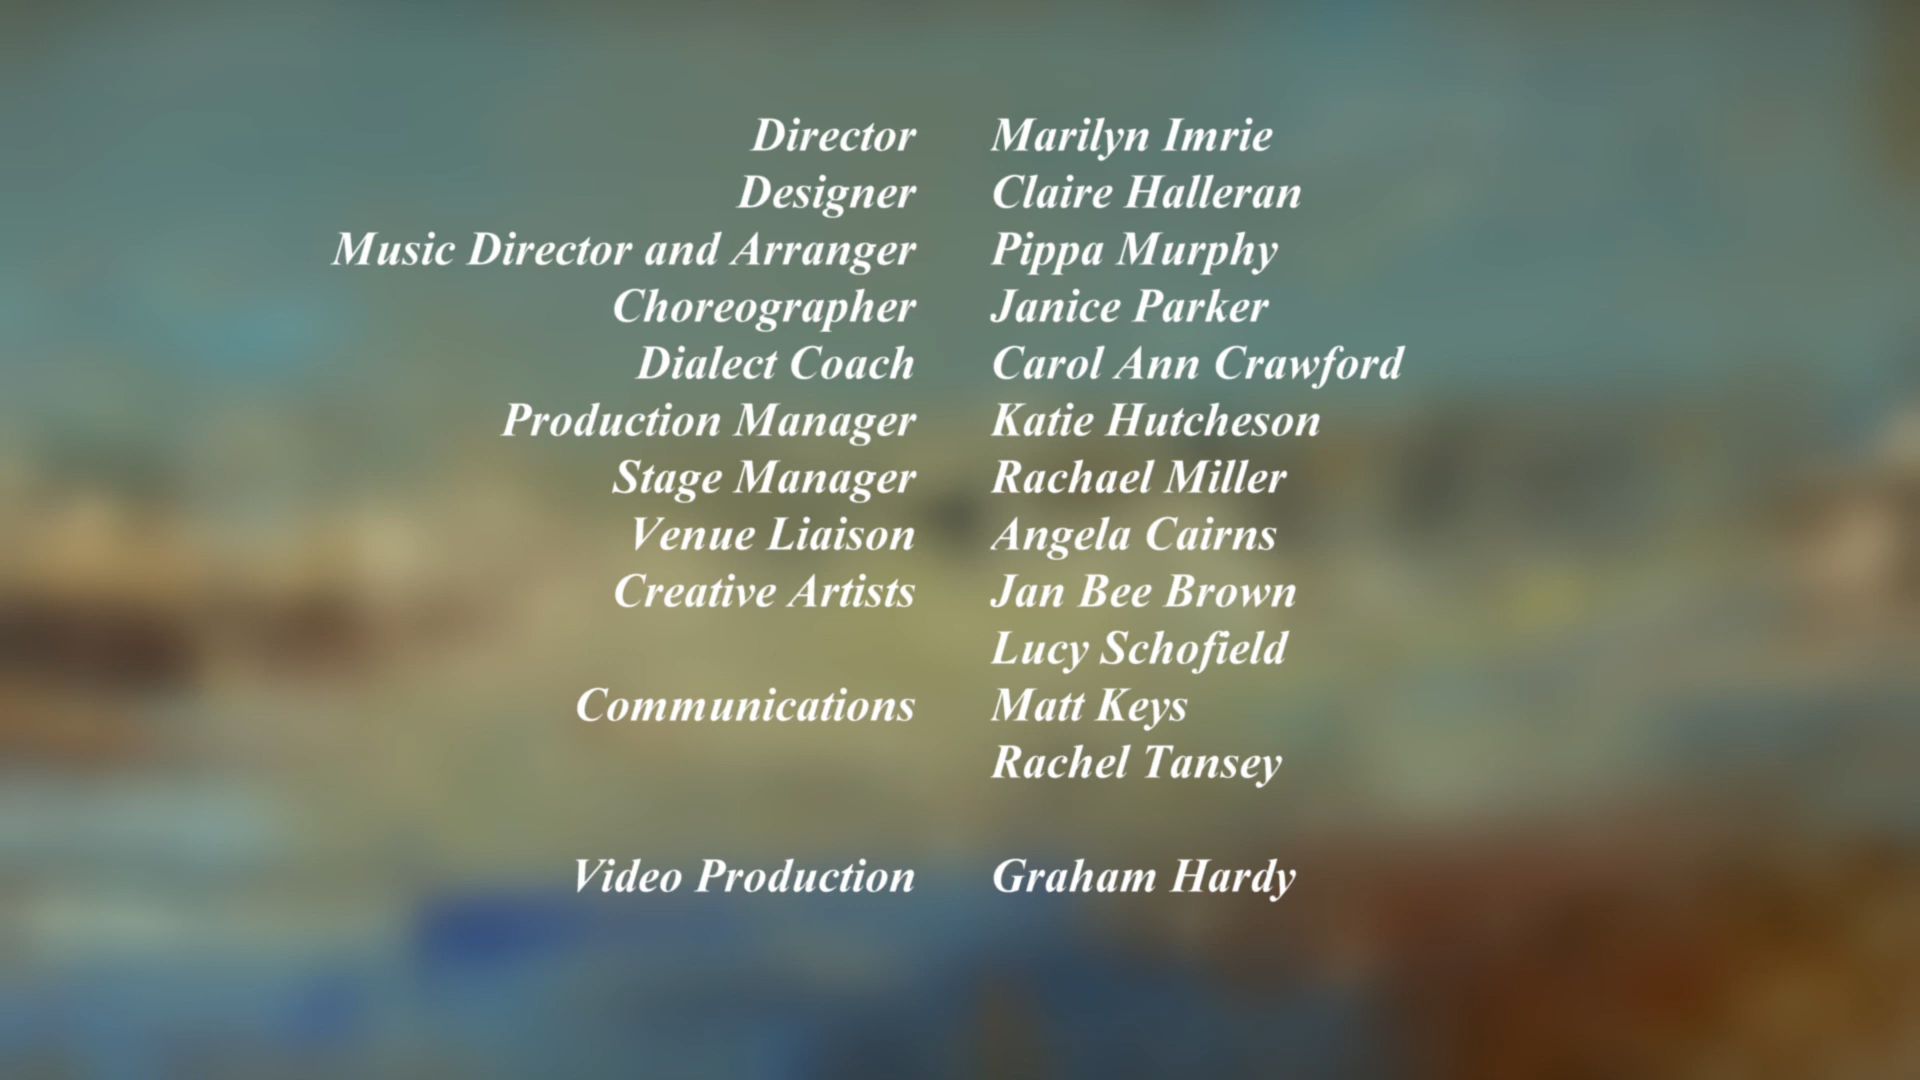 Director Marilyn Imrie
Designer Claire Halleran
Music Director and Arranger Pippa Murphy
Choreographer Janice Parker
Dialect Coach Carol Ann Crawford
Production Manager Katie Hutcheson
Stage Manager Rachael Miller
Venue Liaison Angela Cairns
Creative Artists Jan Bee Brown
Lucy Schofield
Communications Matt Keys
Rachel Tansey
Video Production Graham Hardy